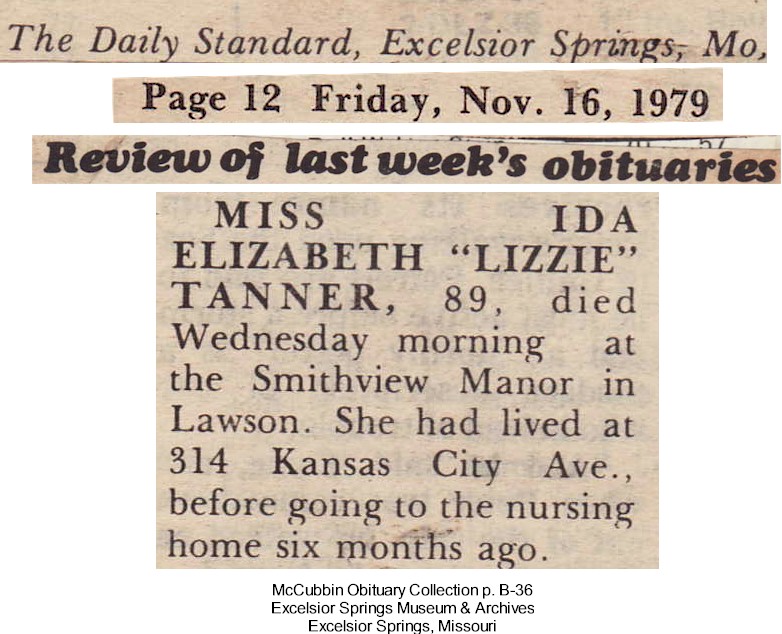 The Daily Standard, Excelsior Springs, Mo,
Page 12 Friday, Nov. 16, 1979
Review of last week's obituaries
MISS IDA
ELIZABETH "LIZZIE"
TANNER, 89, died
Wednesday morning at
the Smithview Manor in
Lawson. She had lived at
314 Kansas City Ave.,
before going to the nursing
home six months ago.
McCubbin Obituary Collection p. B-36
Excelsior Springs Museum & Archives
Excelsior Springs, Missouri